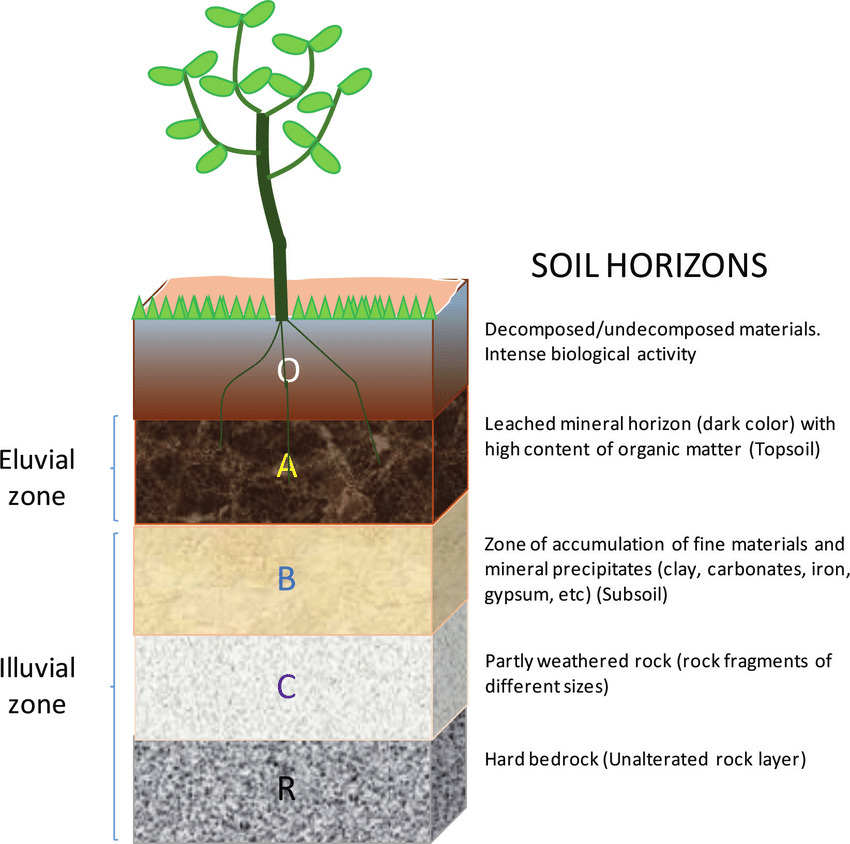 SOIL HORIZONS
Decomposed/undecomposed materials.
Intense biological activity
O
Leached mineral horizon (dark color) with
high content of organic matter (Topsoil)
Eluvial
zone
A
Zone of accumulation of fine materials and
mineral precipitates (clay, carbonates, iron,
gypsum, etc) (Subsoil)
B
Illuvial
zone
Partly weathered rock (rock fragments of
different sizes)
C
Hard bedrock (Unalterated rock layer)
R